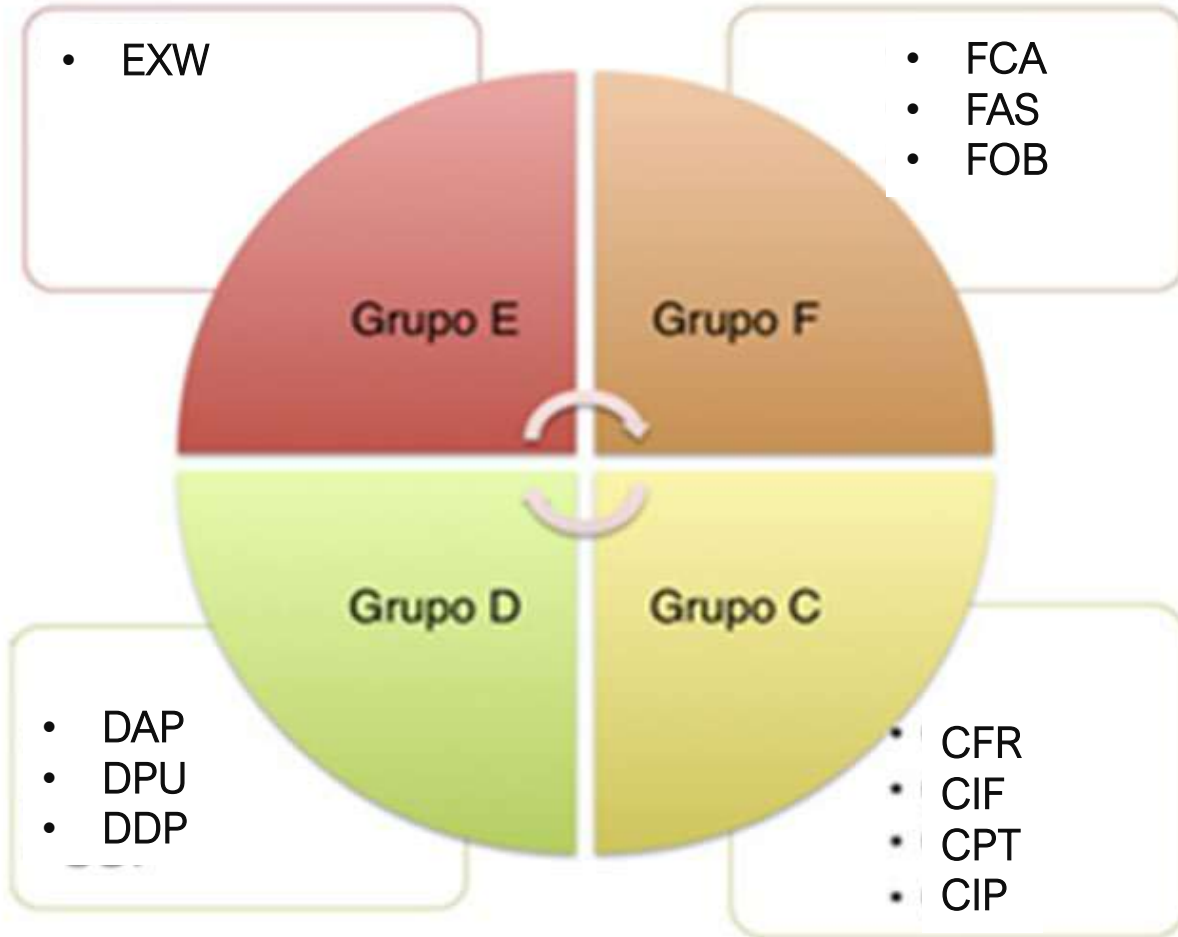 • EXW
• FCA
• FAS
• FOB
Grupo E
Grupo F
Grupo D
Grupo C
• DAP
• DPU
• DDP
• CFR
• CIF
• CPT
• CIP